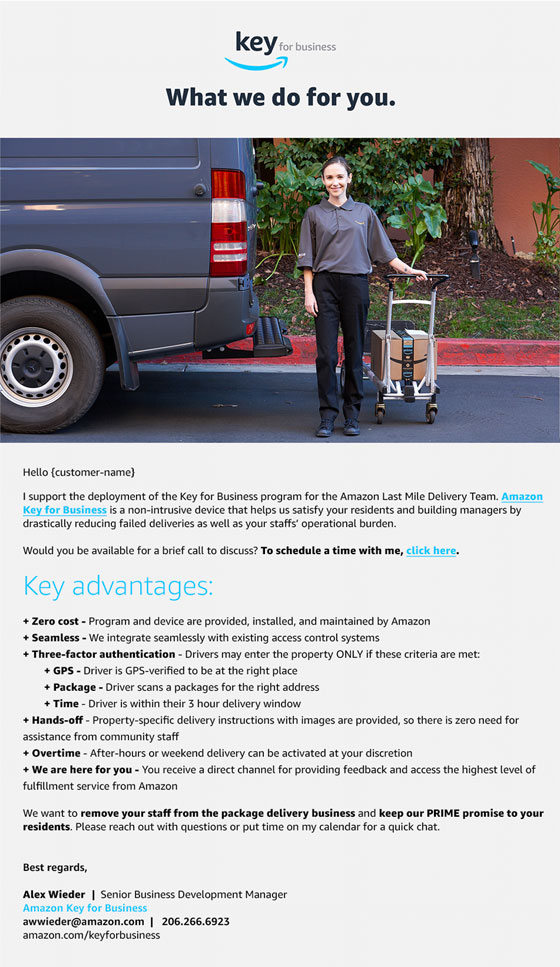 key for business
What we do for you.
Hello {customer-name}
I support the deployment of the Key for Business program for the Amazon Last Mile Delivery Team. Amazon
Key for Business is a non-intrusive device that helps us satisfy your residents and building managers by
drastically reducing failed deliveries as well as your staffs’ operational burden.
Would you be available for a brief call to discuss? To schedule a time with me, click here.
Key advantages:
+ Zero cost - Program and device are provided, installed, and maintained by Amazon
+ Seamless - We integrate seamlessly with existing access control systems
+ Three-factor authentication - Drivers may enter the property ONLY if these criteria are met:
+ GPS - Driver is GPS-verified to be at the right place
+ Package - Driver scans a packages for the right address
+ Time - Driver is within their 3 hour delivery window
+ Hands-off - Property-specific delivery instructions with images are provided, so there is zero need for
assistance from community staff
+ Overtime - After-hours or weekend delivery can be activated at your discretion
+ We are here for you - You receive a direct channel for providing feedback and access the highest level of
fulfillment service from Amazon
We want to remove your staff from the package delivery business and keep our PRIME promise to your
residents. Please reach out with questions or put time on my calendar for a quick chat.
Best regards,
Alex Wieder | Senior Business Development Manager
Amazon Key for Business
awwieder@amazon.com | 206.266.6923
amazon.com/keyforbusiness